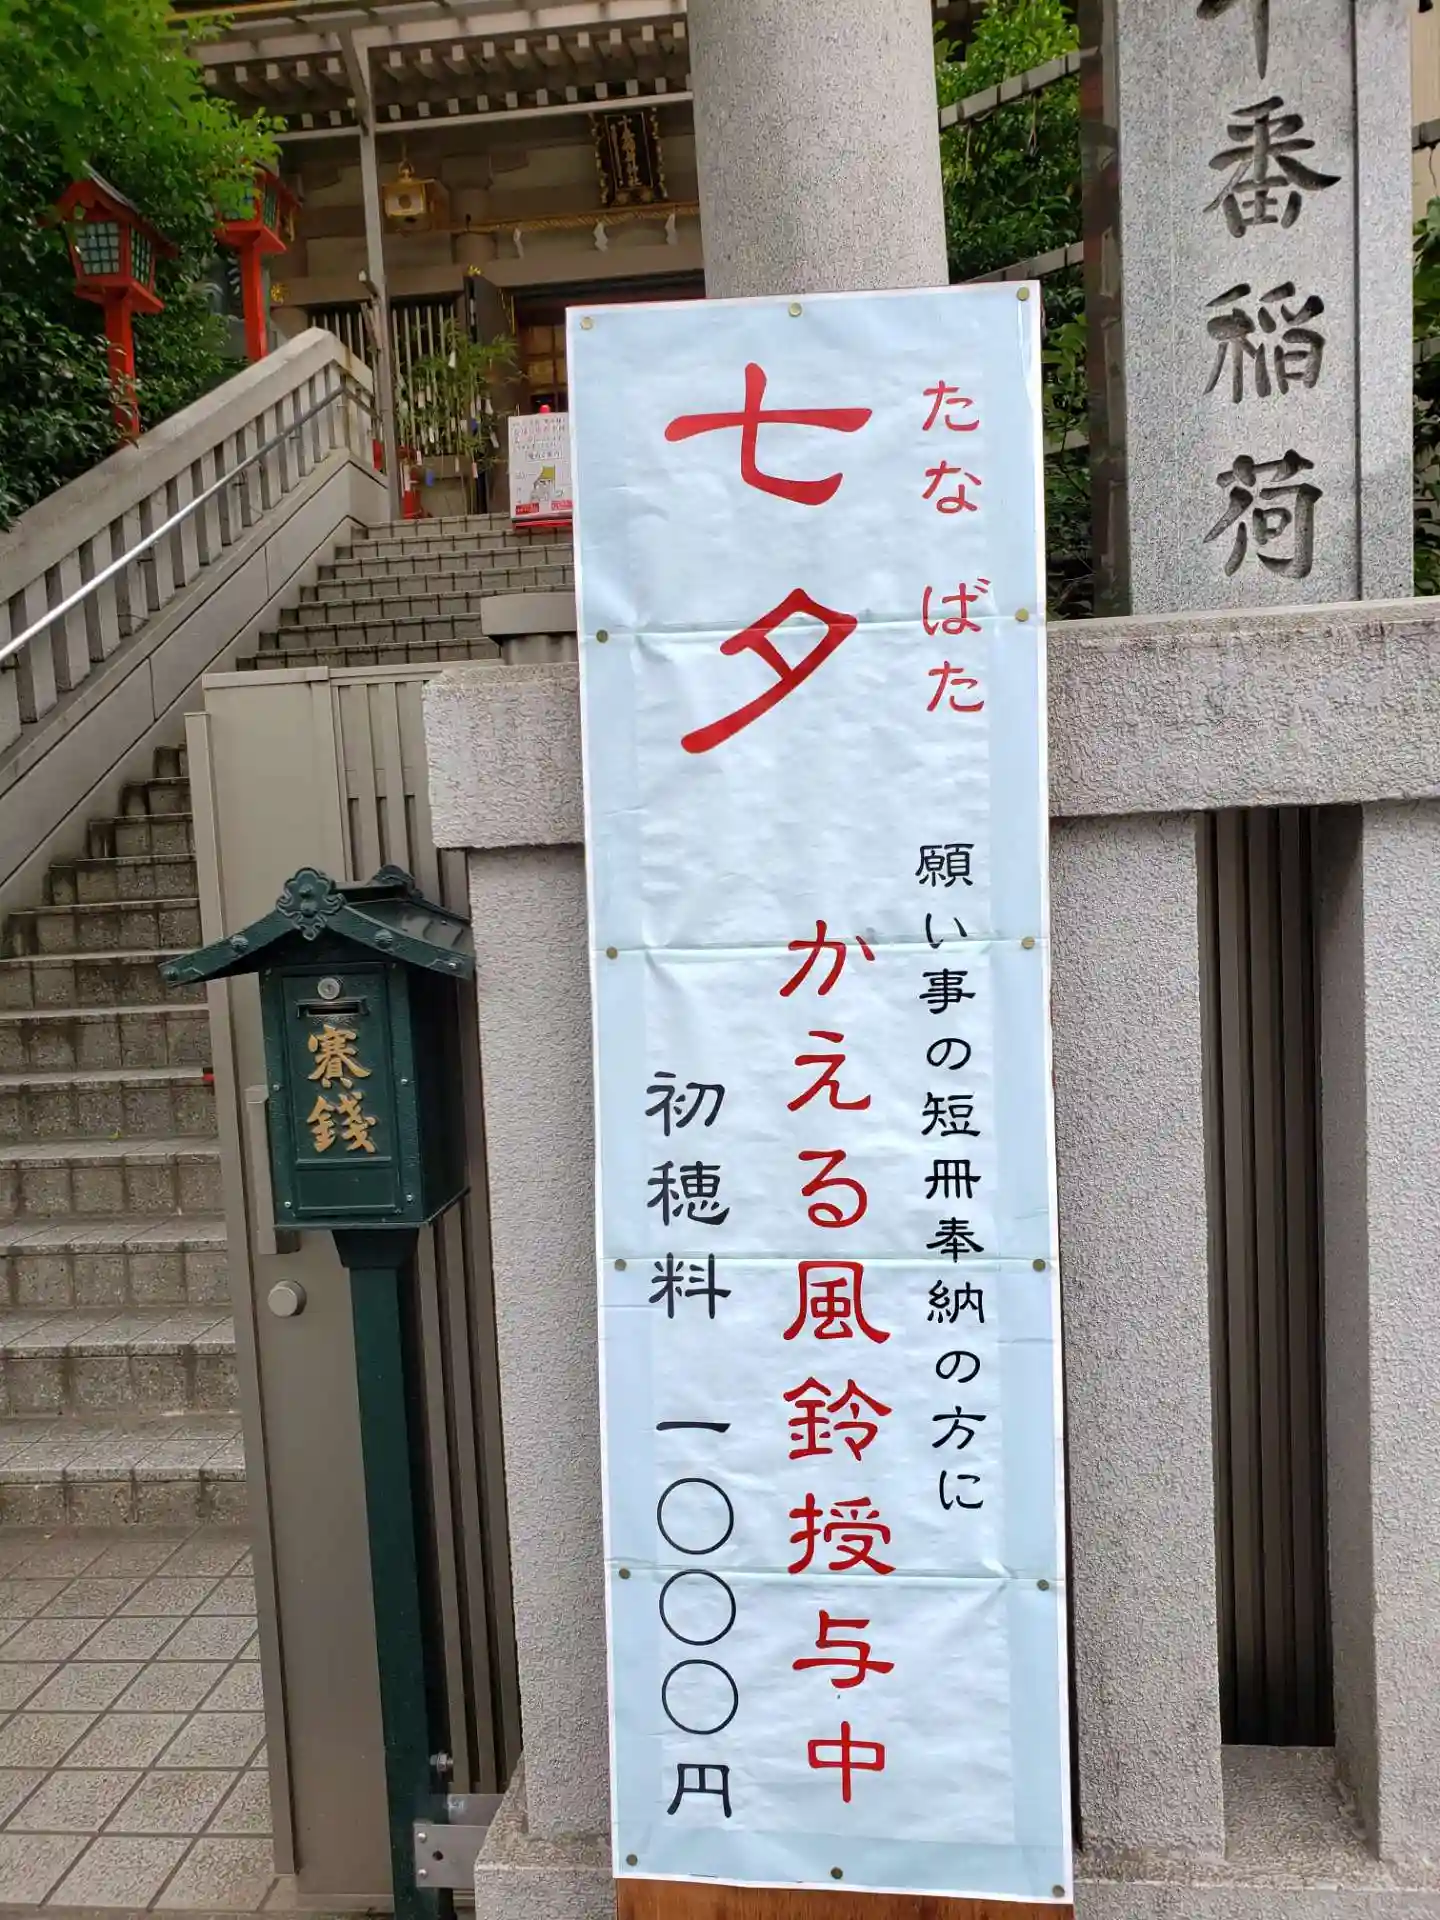 十番稲荷
たなばた
七夕
願い事の短冊奉納の方に
かえる風鈴授与中
初穂料 一〇〇〇円
賽銭